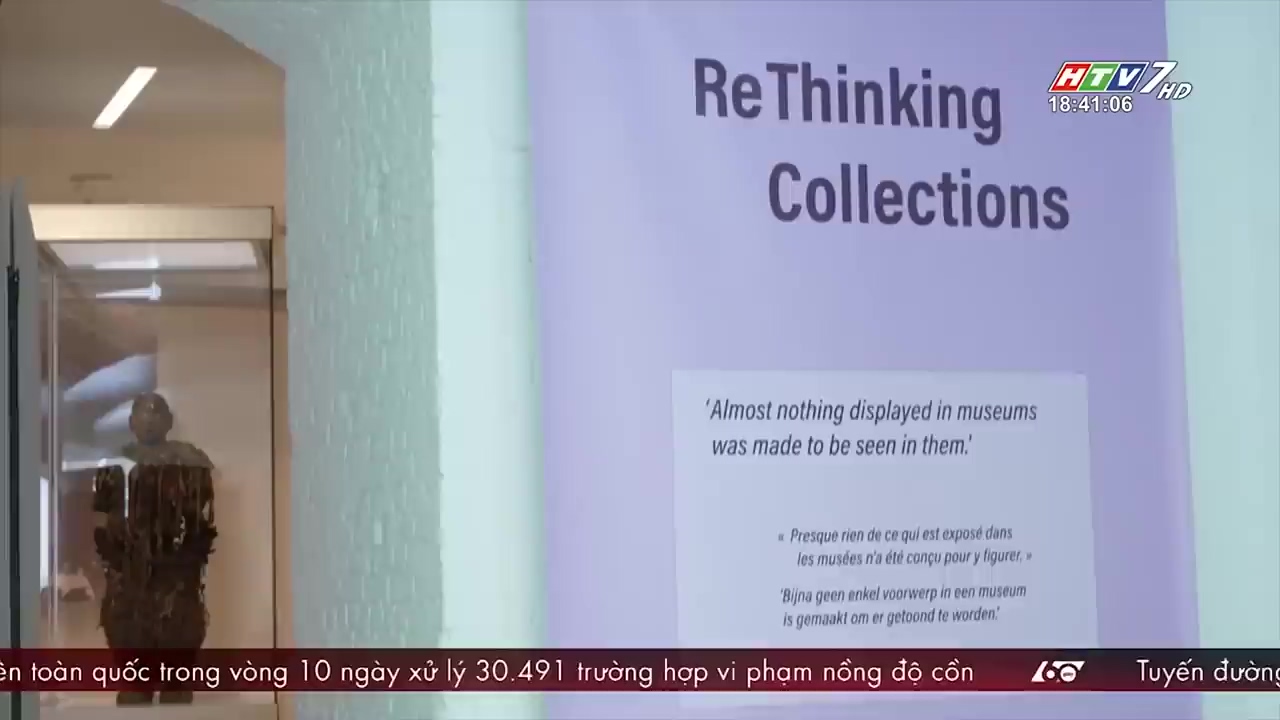 ReThinking
Collections
HTV7 HD
18:41:06
'Almost nothing displayed in museums
was made to be seen in them.'
« Presque rien de ce qui est exposé dans
les musées n'a été conçu pour y figurer. »
'Bijna geen enkel voorwerp in een museum
is gemaakt om er getoond te worden.'
toàn quốc trong vòng 10 ngày xử lý 30.491 trường hợp vi phạm nồng độ cồn
Tuyến đường